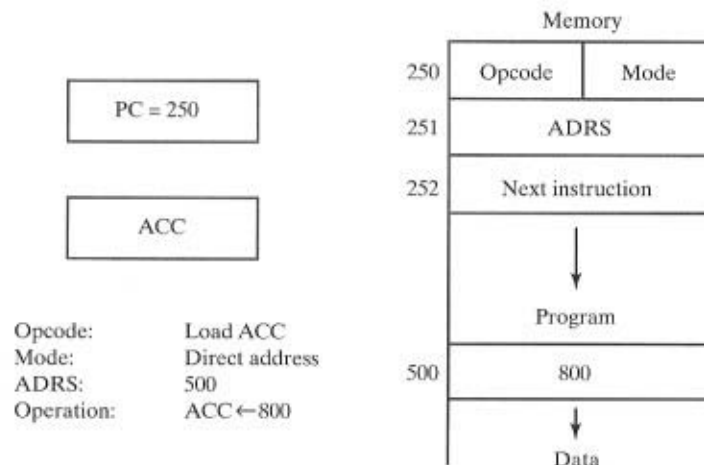 Memory
250 Opcode Mode
PC = 250
251 ADRS
252 Next instruction
ACC
Program
Opcode: Load ACC
Mode: Direct address
ADRS: 500
Operation: ACC←800
500 800
Data